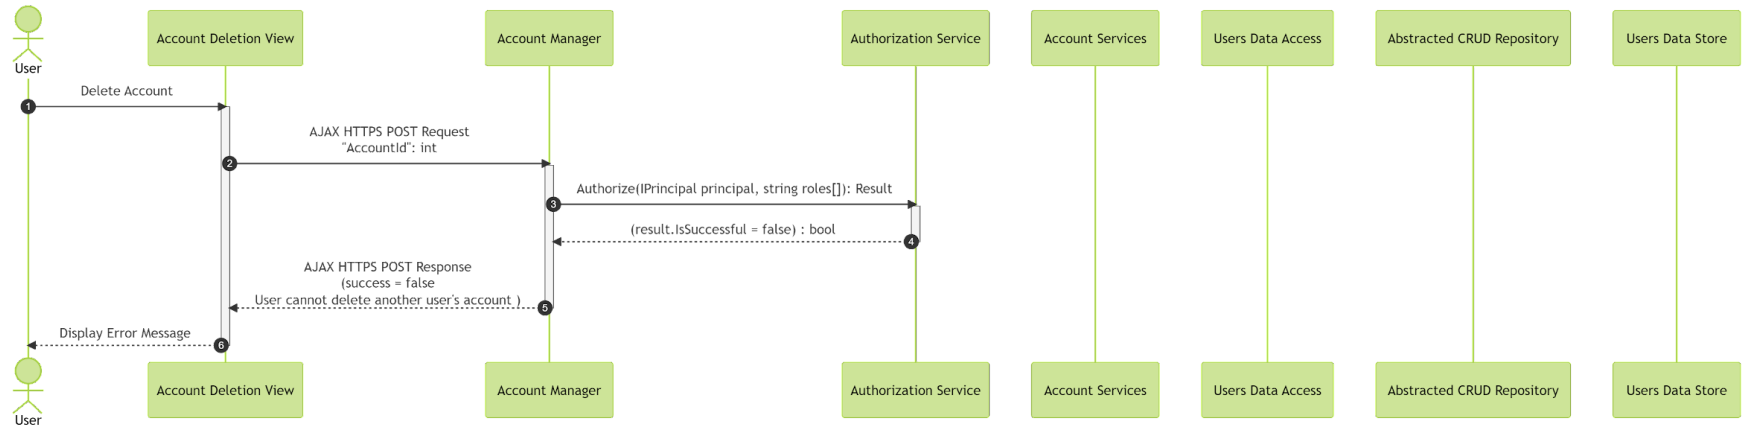 User
Account Deletion View
Account Manager
Authorization Service
Account Services
Users Data Access
Abstracted CRUD Repository
Users Data Store
1
Delete Account
2
AJAX HTTPS POST Request
"AccountId": int
3
Authorize(IPrincipal principal, string roles[]): Result
4
(result.IsSuccessful = false) : bool
5
AJAX HTTPS POST Response
(success = false
User cannot delete another user's account )
6
Display Error Message
User
Account Deletion View
Account Manager
Authorization Service
Account Services
Users Data Access
Abstracted CRUD Repository
Users Data Store